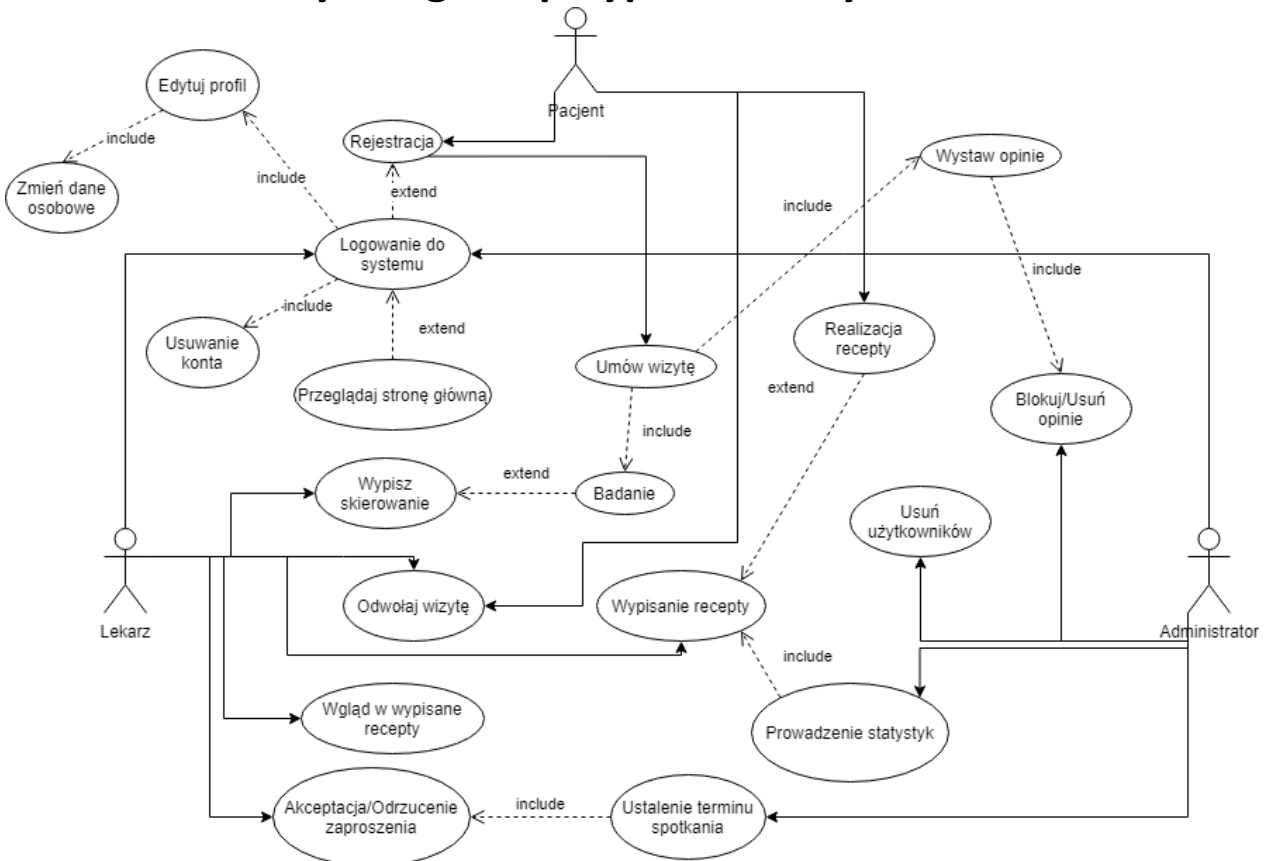 Pacjent
Edytuj profil
include
Rejestracja
Wystaw opinie
Zmień dane
osobowe
include
extend
include
Logowanie do
systemu
include
include
Usuwanie
konta
extend
Realizacja
recepty
Umów wizytę
Przeglądaj stronę główną
extend
Blokuj/Usuń
opinie
include
Wypisz
skierowanie
extend
Badanie
Usuń
użytkowników
Lekarz
Odwołaj wizytę
Wypisanie recepty
Administrator
include
Wgląd w wypisane
recepty
Prowadzenie statystyk
Akceptacja/Odrzucenie
zaproszenia
include
Ustalenie terminu
spotkania